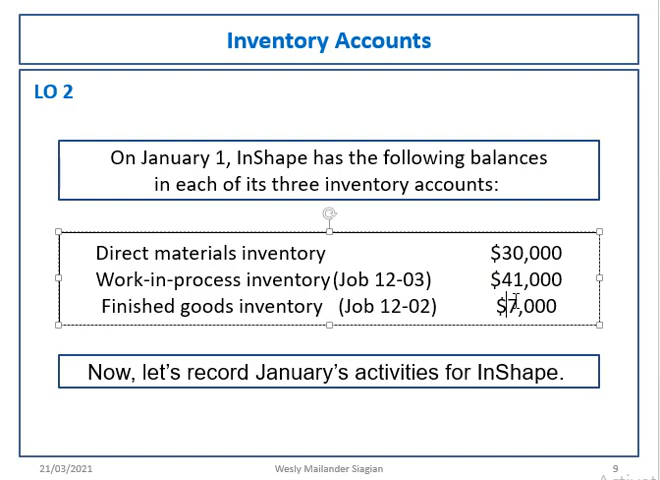 Inventory Accounts
LO 2
On January 1, InShape has the following balances
in each of its three inventory accounts:
Direct materials inventory $30,000
Work-in-process inventory (Job 12-03) $41,000
Finished goods inventory (Job 12-02) $7,000
Now, let’s record January’s activities for InShape.
21/03/2021 Wesly Mailander Siagian 9